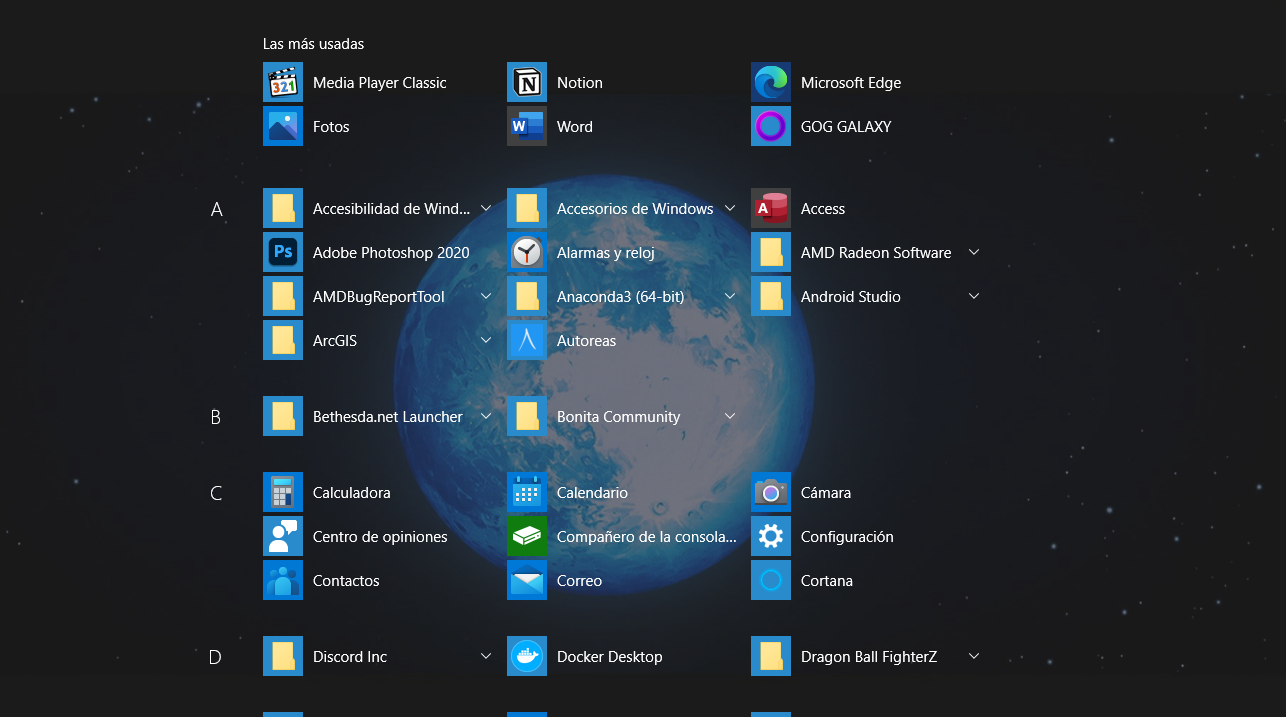 Las más usadas
Media Player Classic
Notion
Microsoft Edge
Fotos
Word
GOG GALAXY
A
Accesibilidad de Wind...
Accesorios de Windows
Access
Adobe Photoshop 2020
Alarmas y reloj
AMD Radeon Software
AMDBugReportTool
Anaconda3 (64-bit)
Android Studio
ArcGIS
Autoreas
B
Bethesda.net Launcher
Bonita Community
C
Calculadora
Calendario
Cámara
Centro de opiniones
Compañero de la consola...
Configuración
Contactos
Correo
Cortana
D
Discord Inc
Docker Desktop
Dragon Ball FighterZ